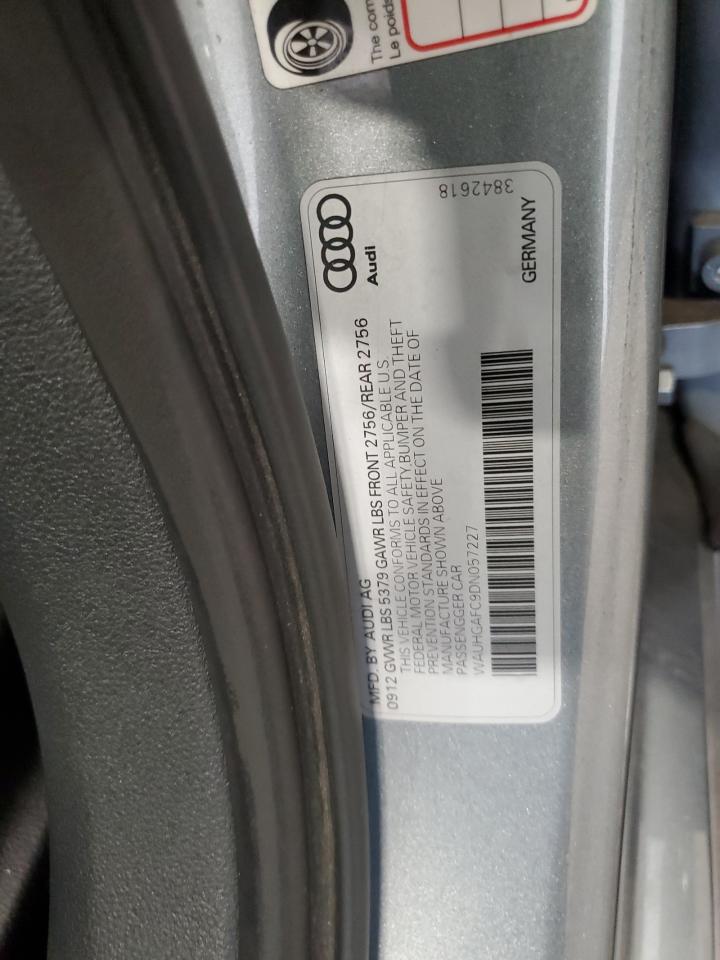 The com
Le poids
3842618
Audi
GERMANY
MFD. BY AUDI AG
0912 GVWR LBS 5379 GAWR LBS FRONT 2756/REAR 2756
THIS VEHICLE CONFORMS TO ALL APPLICABLE U.S.
FEDERAL MOTOR VEHICLE SAFETY,BUMPER AND THEFT
PREVENTION STANDARDS IN EFFECT ON THE DATE OF
MANUFACTURE SHOWN ABOVE
PASSENGGER CAR
WAUHGAFC9DN057227